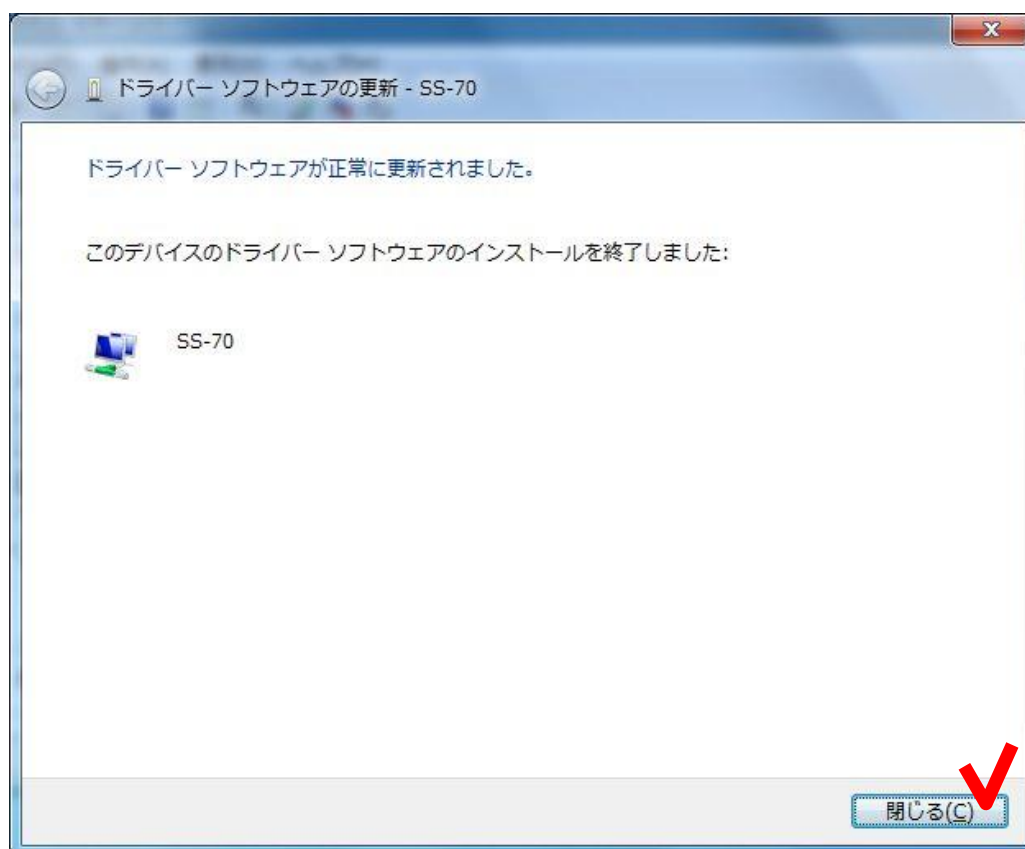 ドライバー ソフトウェアの更新 - SS-70
ドライバー ソフトウェアが正常に更新されました。
このデバイスのドライバー ソフトウェアのインストールを終了しました:
SS-70
閉じる(C)